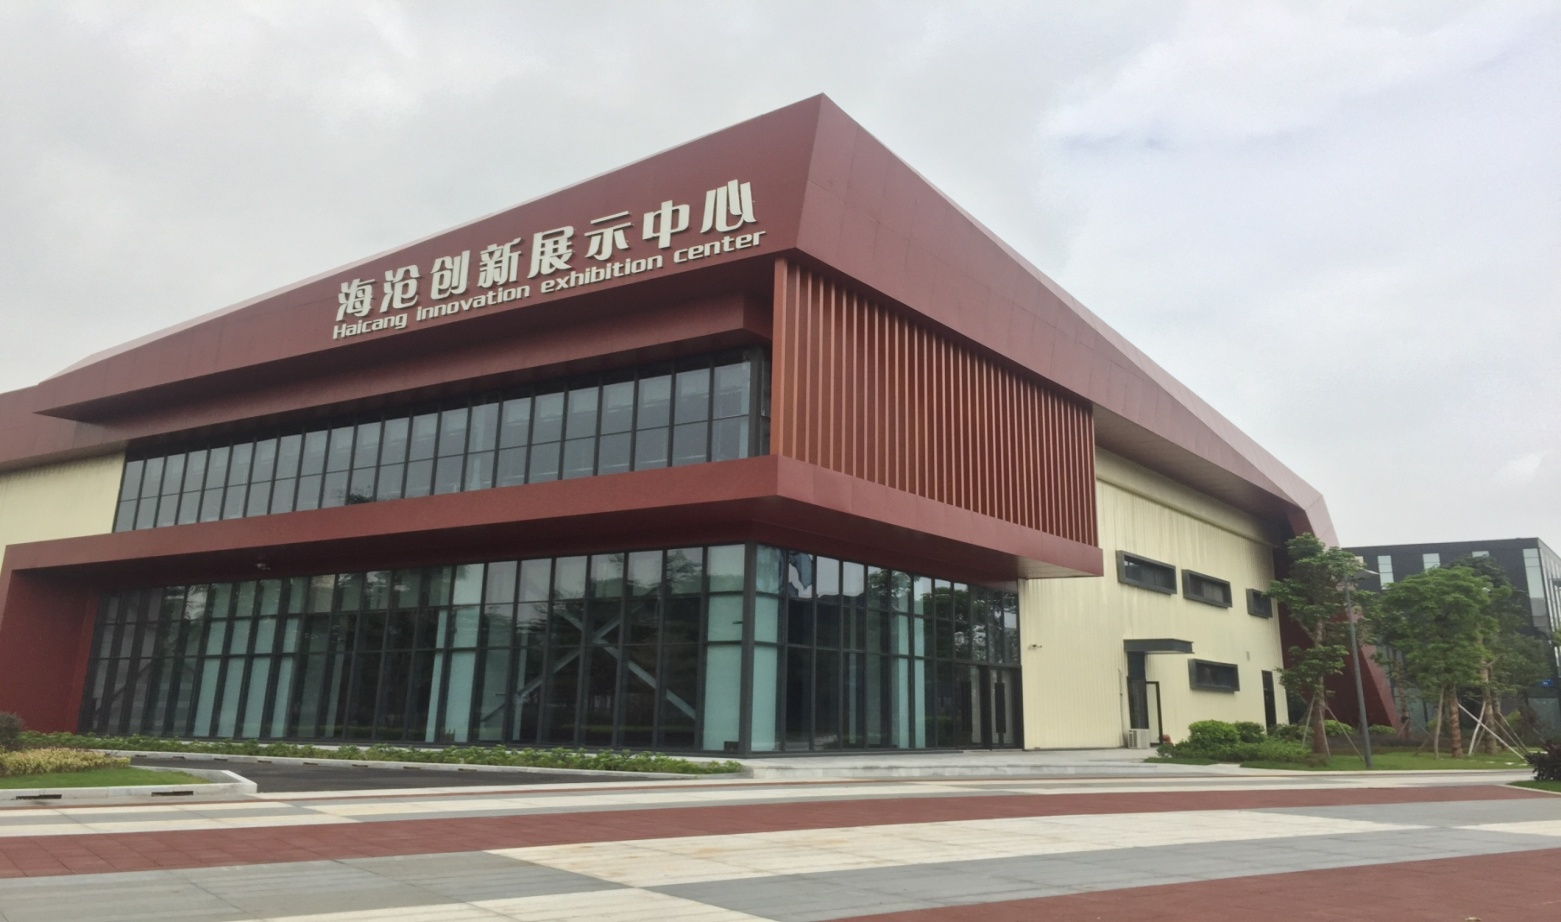 海沧创新展示中心
Haicang innovation exhibition center